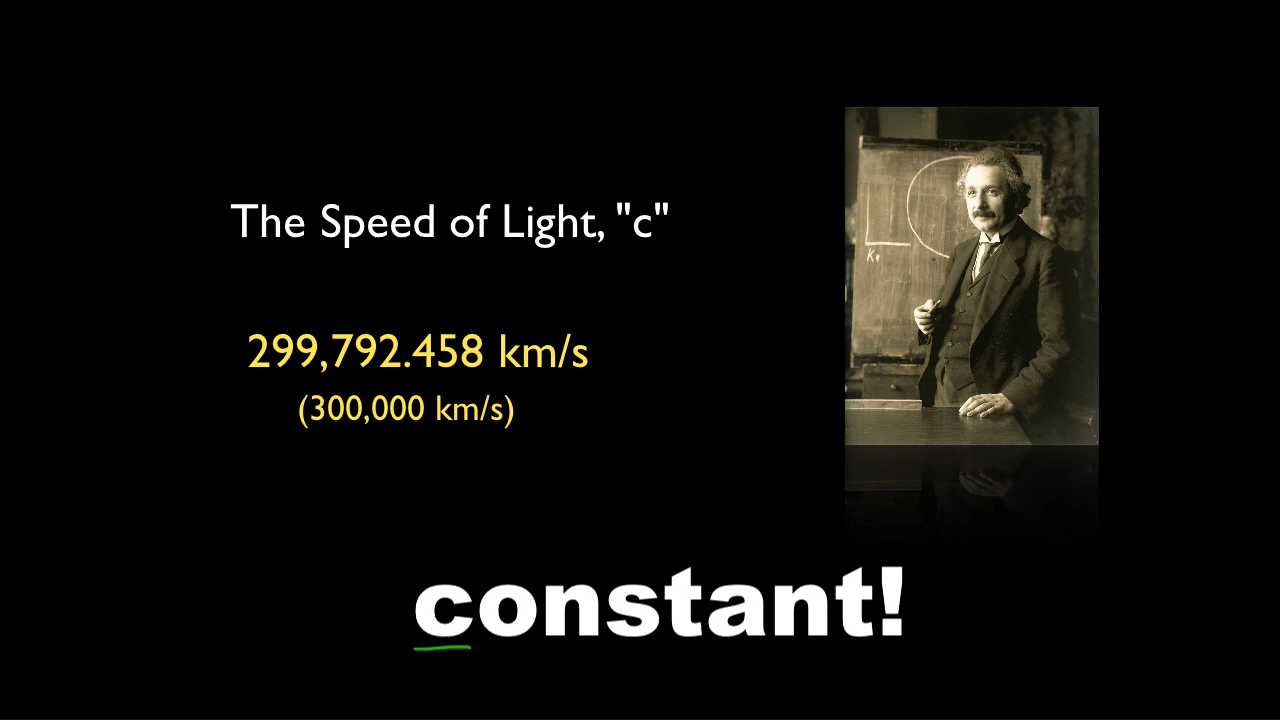 The Speed of Light, "c"
299,792.458 km/s
(300,000 km/s)
constant!